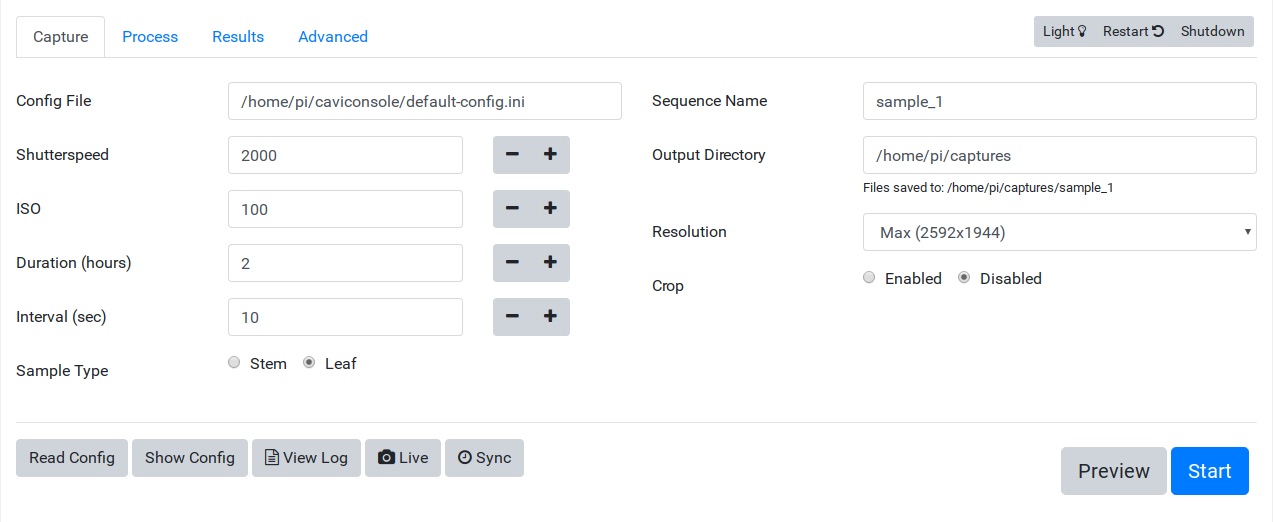 Capture Process Results Advanced Light Restart Shutdown
Config File /home/pi/caviconsole/default-config.ini Sequence Name sample_1
Shutterspeed 2000 Output Directory /home/pi/captures
Files saved to: /home/pi/captures/sample_1
ISO 100
Resolution Max (2592x1944)
Duration (hours) 2
Crop Enabled Disabled
Interval (sec) 10
Sample Type Stem Leaf
Read Config Show Config View Log Live Sync
Preview Start